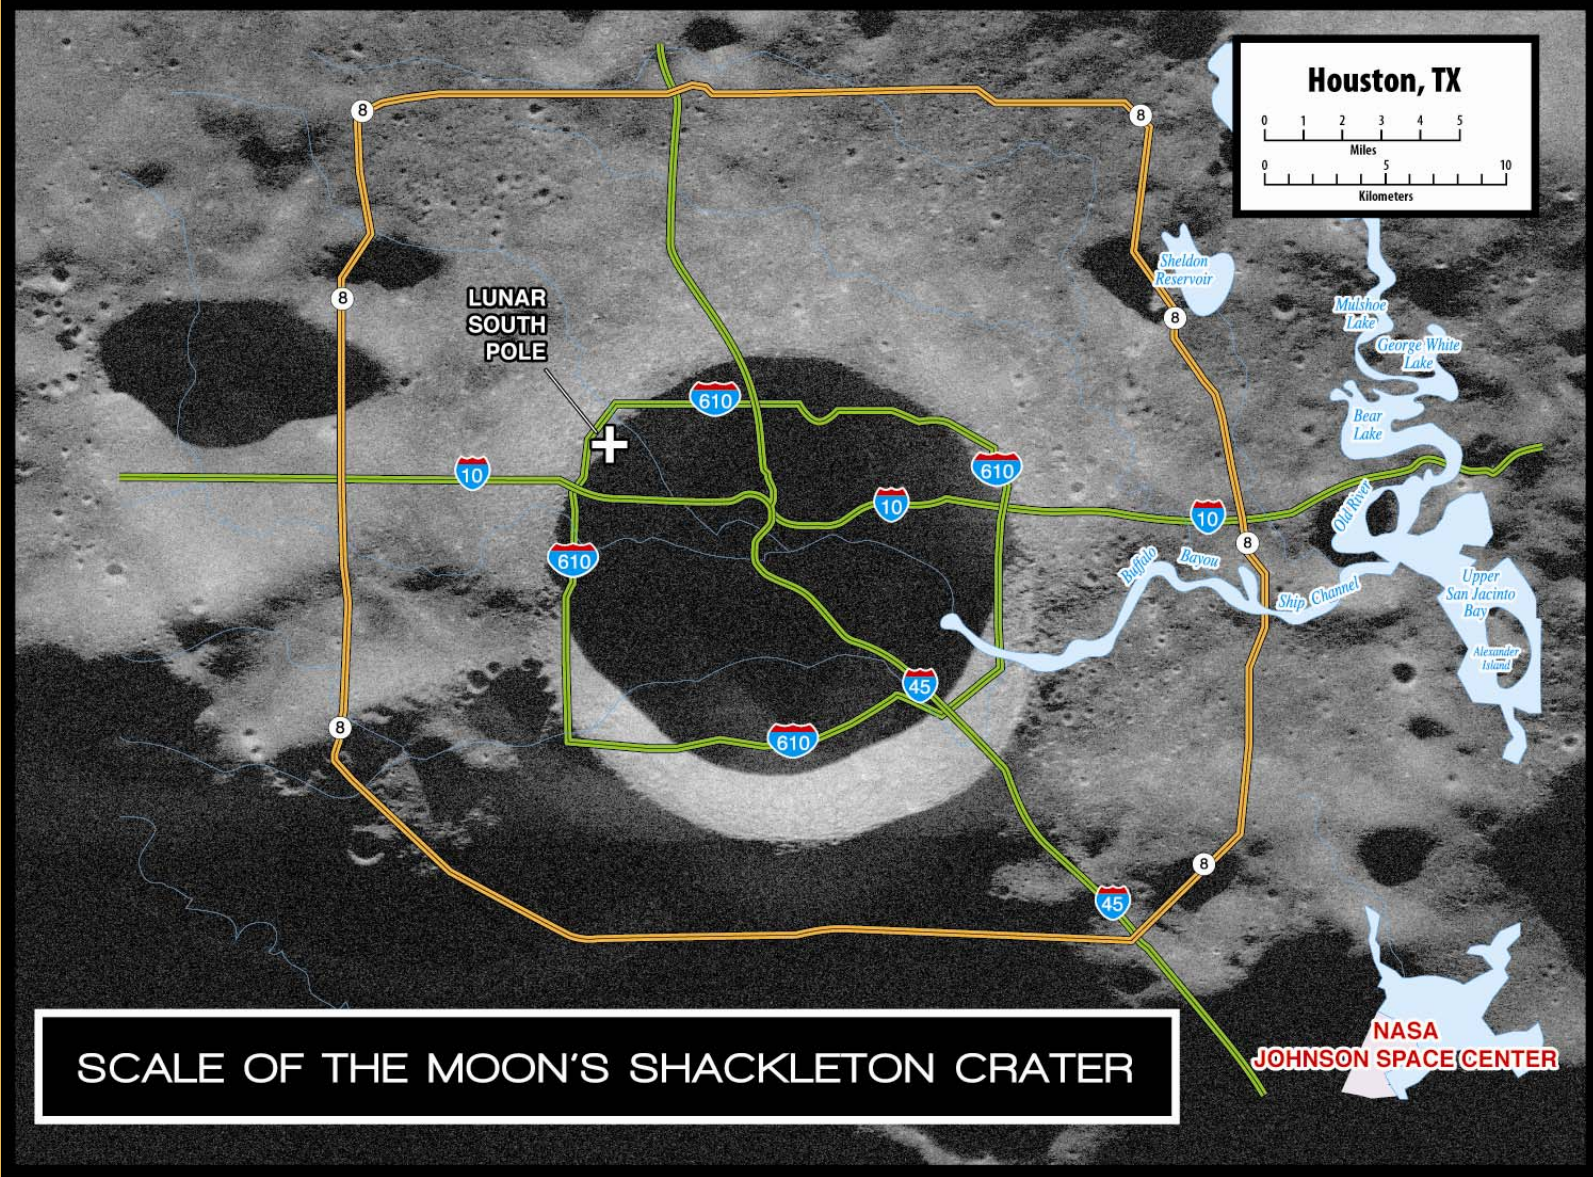 Houston, TX
0 1 2 3 4 5
Miles
0 5 10
Kilometers
8
8
8
8
Sheldon
Reservoir
Mulshoe
Lake
George White
Lake
Bear
Lake
LUNAR
SOUTH
POLE
610
610
10
10
10
Old River
8
610
Buffalo
Bayou
Ship Channel
Upper
San Jacinto
Bay
Alexander
Island
45
8
610
8
45
NASA
JOHNSON SPACE CENTER
SCALE OF THE MOON'S SHACKLETON CRATER